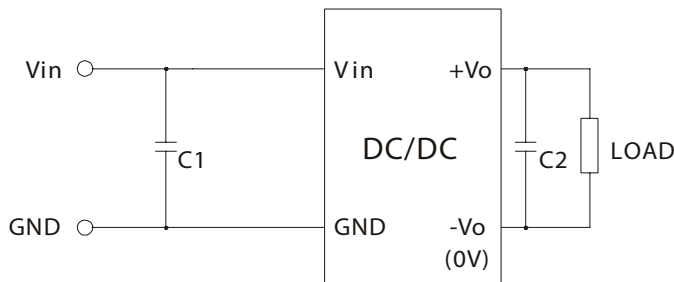 Vin
Vin
+Vo
C1
DC/DC
C2
LOAD
GND
GND
-Vo
(0V)